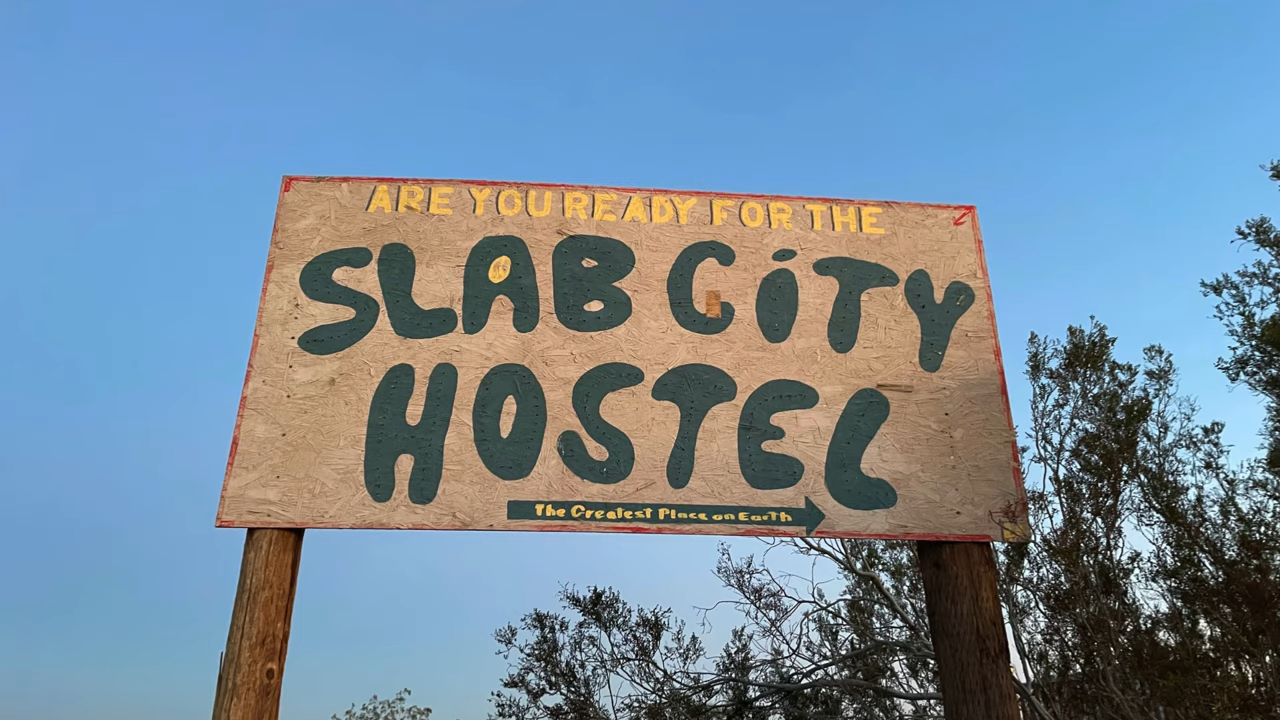 ARE YOU READY FOR THE
SLAB CiTY
HOSTEL
The Greatest Place on Earth